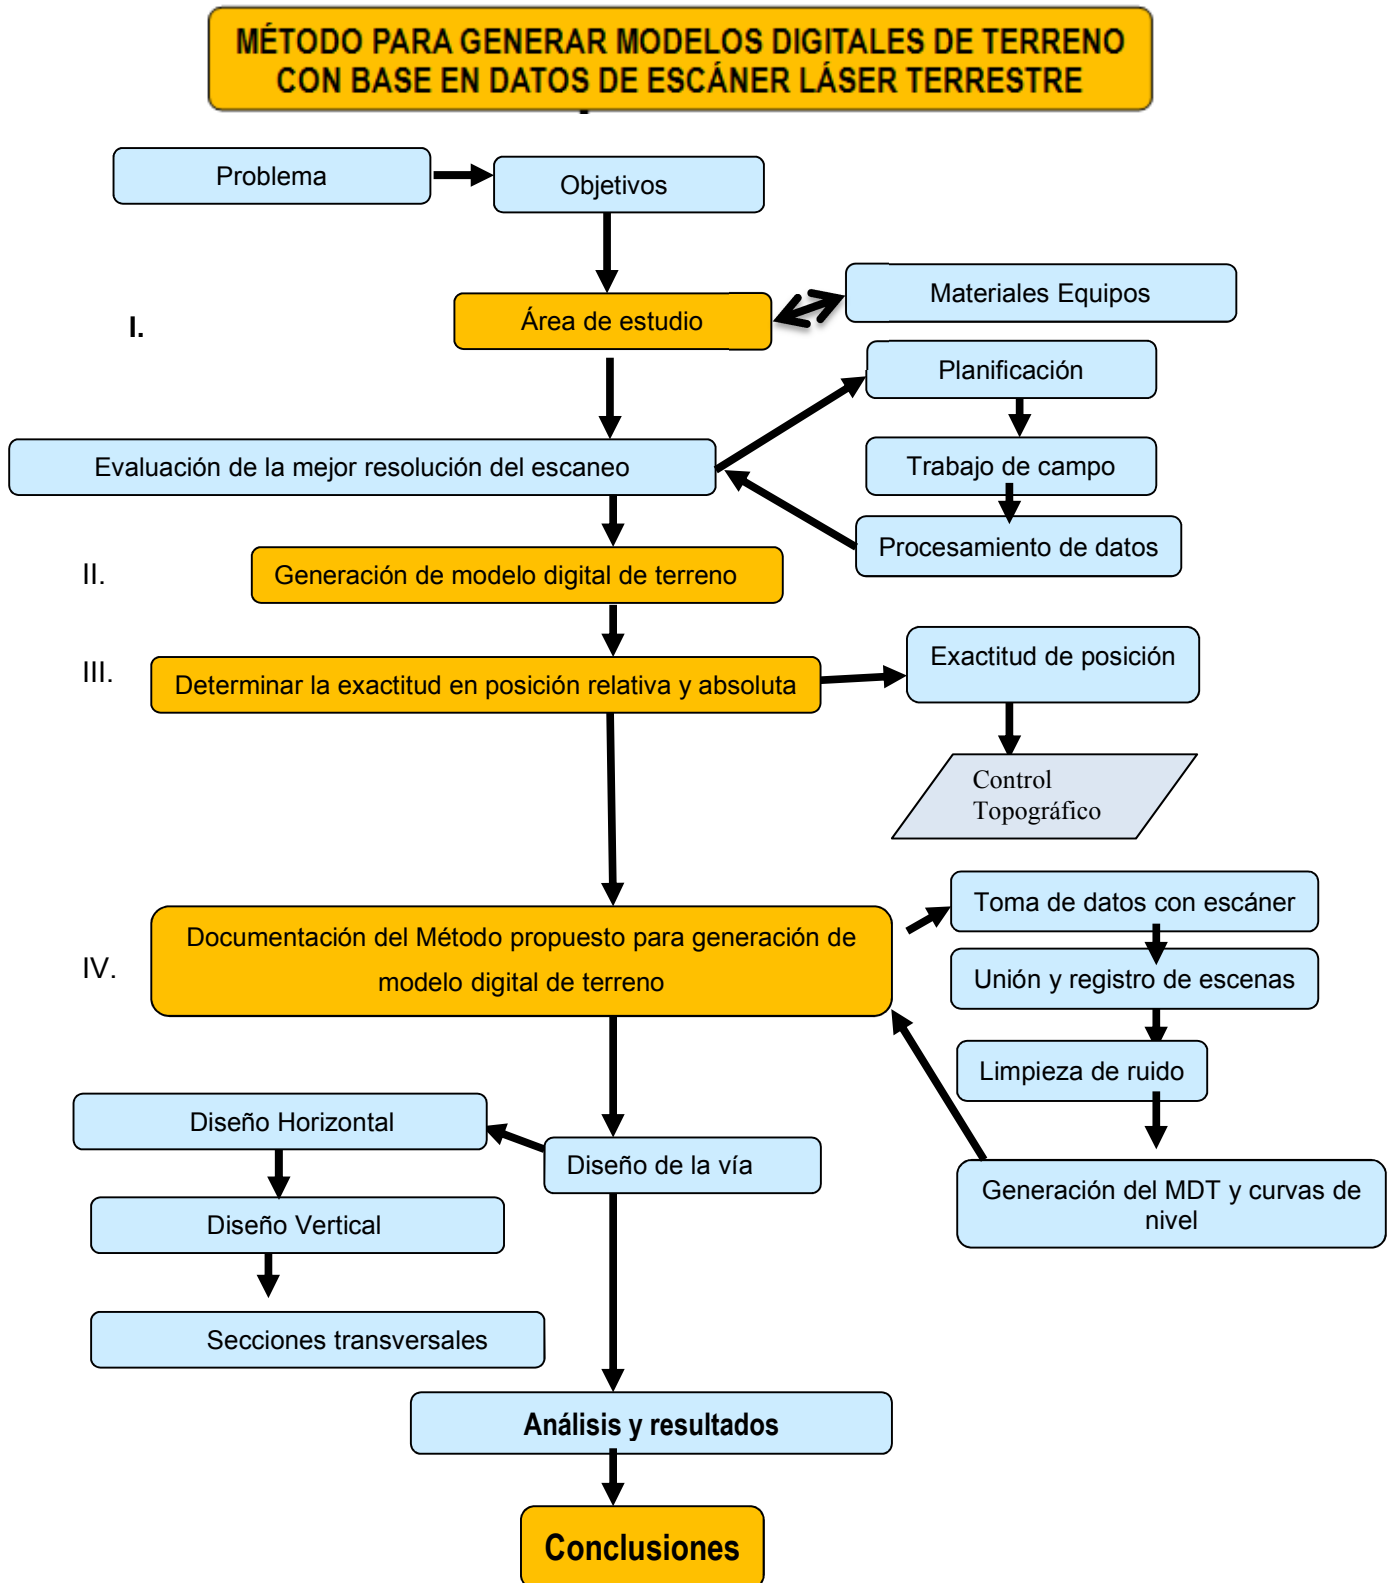 MÉTODO PARA GENERAR MODELOS DIGITALES DE TERRENO
CON BASE EN DATOS DE ESCÁNER LÁSER TERRESTRE
Problema
Objetivos
I.
Área de estudio
Materiales Equipos
Planificación
Evaluación de la mejor resolución del escaneo
Trabajo de campo
Procesamiento de datos
II.
Generación de modelo digital de terreno
III.
Determinar la exactitud en posición relativa y absoluta
Exactitud de posición
Control
Topográfico
IV.
Documentación del Método propuesto para generación de
modelo digital de terreno
Toma de datos con escáner
Unión y registro de escenas
Limpieza de ruido
Generación del MDT y curvas de
nivel
Diseño de la vía
Diseño Horizontal
Diseño Vertical
Secciones transversales
Análisis y resultados
Conclusiones